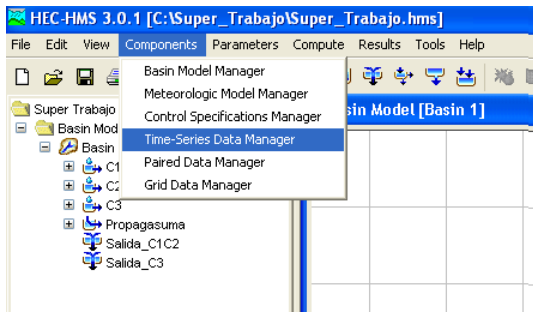 HEC-HMS 3.0.1 [C:\Super_Trabajo\Super_Trabajo.hms]
File Edit View Components Parameters Compute Results Tools Help
Basin Model Manager
Meteorologic Model Manager
Control Specifications Manager
Time-Series Data Manager
Paired Data Manager
Grid Data Manager
sin Model [Basin 1]
Super Trabajo
Basin Mod
Basin
C1
C2
C3
Propagasuma
Salida_C1C2
Salida_C3